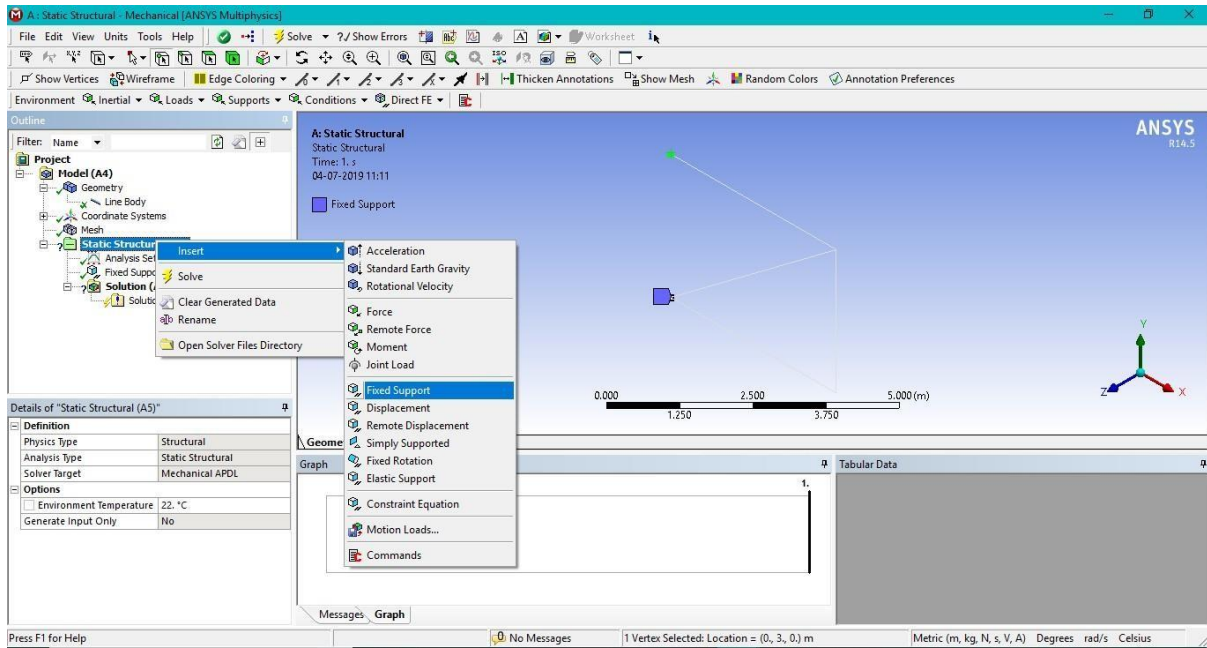 A : Static Structural - Mechanical [ANSYS Multiphysics]
File Edit View Units Tools Help Solve ?/ Show Errors Worksheet
Show Vertices Wireframe Edge Coloring Thicken Annotations Show Mesh Random Colors Annotation Preferences
Environment Inertial Loads Supports Conditions Direct FE
Outline
Filter: Name
Project
Model (A4)
Geometry
Line Body
Coordinate Systems
Mesh
Static Structur
Analysis Set
Fixed Suppo
Solution (
Solutio
Insert
Solve
Clear Generated Data
Rename
Open Solver Files Directory
Acceleration
Standard Earth Gravity
Rotational Velocity
Force
Remote Force
Moment
Joint Load
Fixed Support
Displacement
Remote Displacement
Simply Supported
Fixed Rotation
Elastic Support
Constraint Equation
Motion Loads...
Commands
A: Static Structural
Static Structural
Time: 1. s
04-07-2019 11:11
Fixed Support
ANSYS
R14.5
Y
Z X
0.000 2.500 5.000 (m)
1.250 3.750
Details of "Static Structural (A5)"
Definition
Physics Type Structural
Analysis Type Static Structural
Solver Target Mechanical APDL
Options
Environment Temperature 22. °C
Generate Input Only No
Geome
Graph
1.
Tabular Data
Messages Graph
Press F1 for Help
0 No Messages
1 Vertex Selected: Location = (0., 3., 0.) m
Metric (m, kg, N, s, V, A) Degrees rad/s Celsius